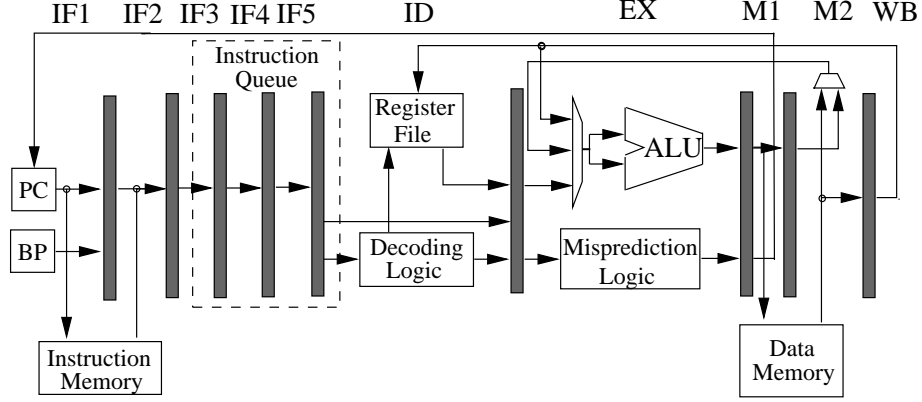 IF1 IF2 IF3 IF4 IF5 ID EX M1 M2 WB
Instruction
Queue
Register
File
PC
ALU
BP
Decoding
Logic
Misprediction
Logic
Instruction
Memory
Data
Memory